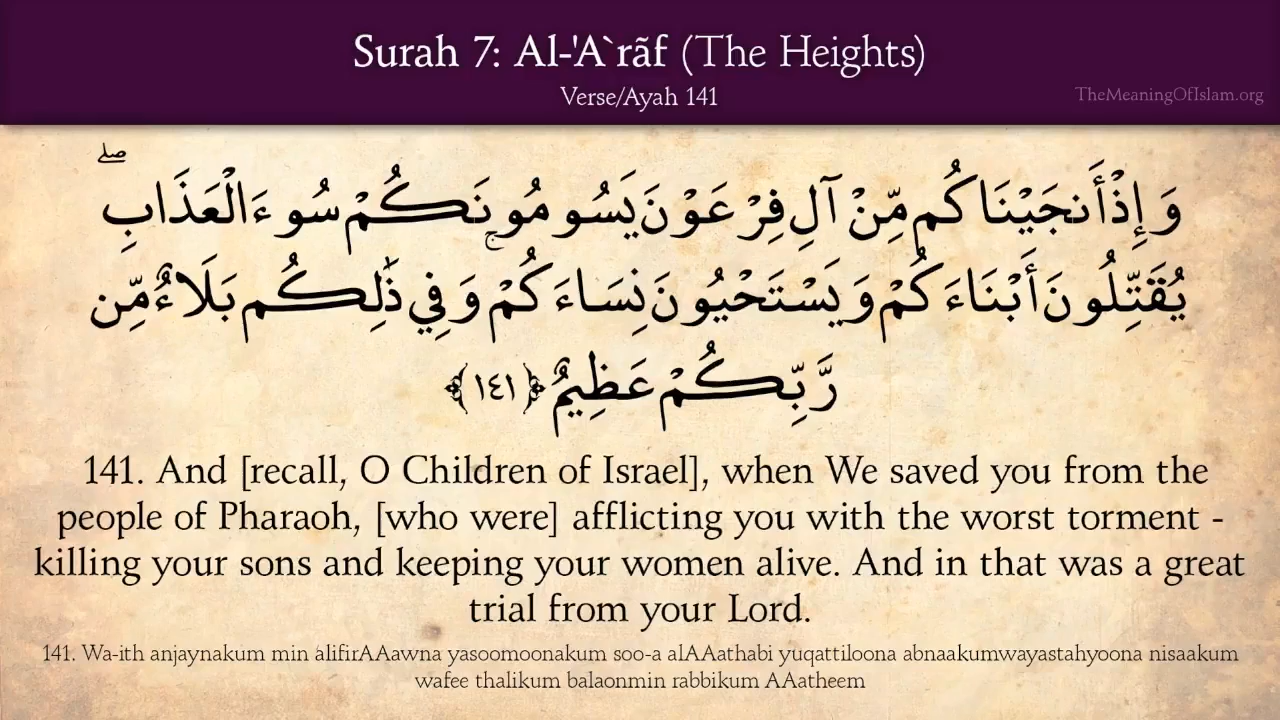 Surah 7: Al-'A`rãf (The Heights)
Verse/Ayah 141
TheMeaningOfIslam.org
وَإِذْ أَنجَيْنَاكُم مِّنْ آلِ فِرْعَوْنَ يَسُومُونَكُمْ سُوءَ الْعَذَابِ ۖ
يُقَتِّلُونَ أَبْنَاءَكُمْ وَيَسْتَحْيُونَ نِسَاءَكُمْ ۚ وَفِي ذَٰلِكُم بَلَاءٌ مِّن
رَّبِّكُمْ عَظِيمٌ ﴿١٤١﴾
141. And [recall, O Children of Israel], when We saved you from the
people of Pharaoh, [who were] afflicting you with the worst torment -
killing your sons and keeping your women alive. And in that was a great
trial from your Lord.
141. Wa-ith anjaynakum min alifirAAawna yasoomoonakum soo-a alAAathabi yuqattiloona abnaakumwayastahyoona nisaakum
wafee thalikum balaonmin rabbikum AAatheem